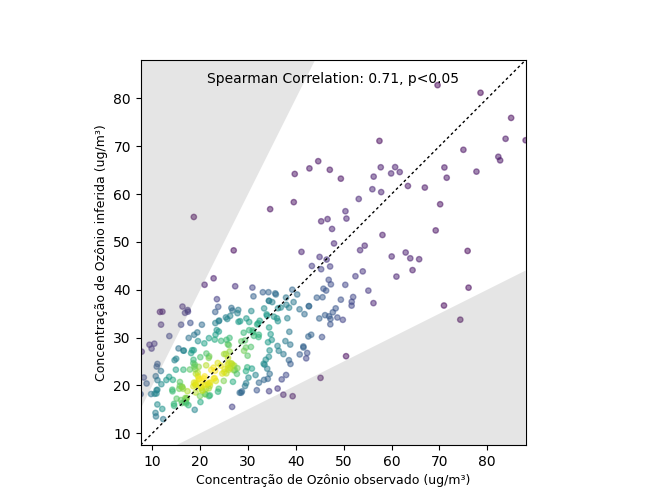 Spearman Correlation: 0.71, p<0.05
Concentração de Ozônio inferida (ug/m³)
80
70
60
50
40
30
20
10
10 20 30 40 50 60 70 80
Concentração de Ozônio observado (ug/m³)